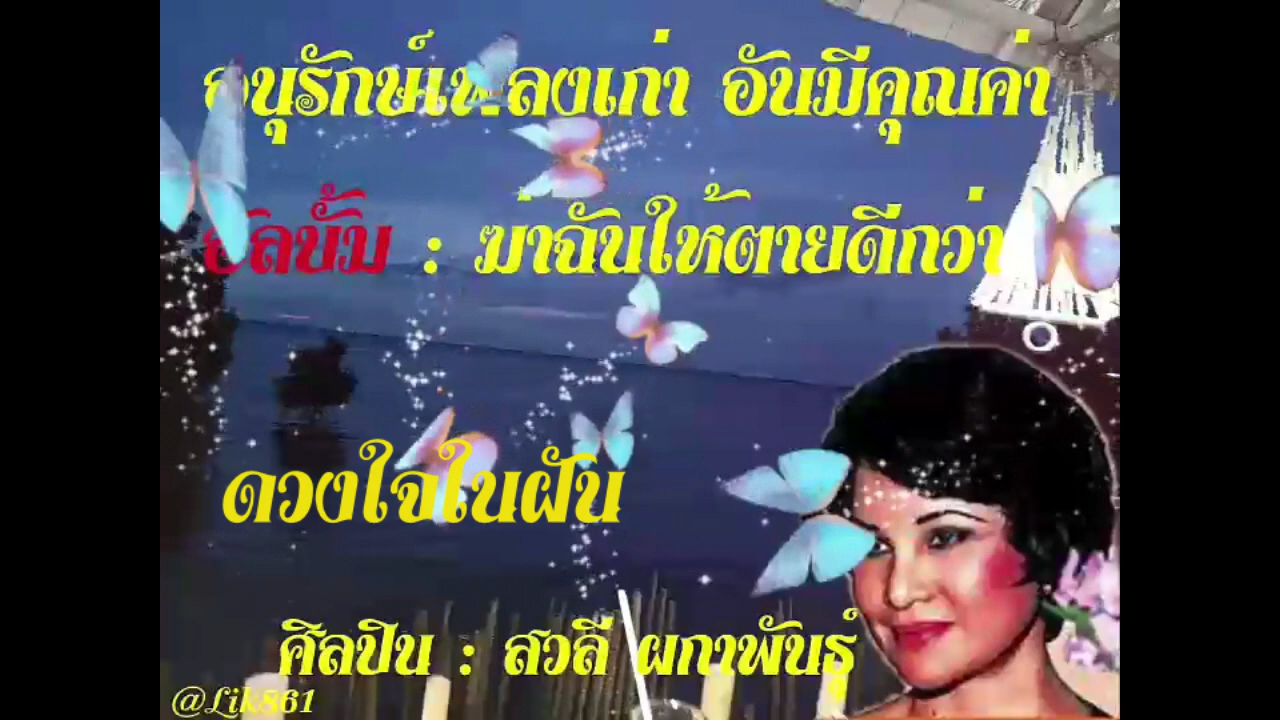 อนุรักษ์เพลงเก่า อันมีคุณค่า
อัลบั้ม : ฆ่าฉันให้ตายดีกว่า
ดวงใจในฝัน
ศิลปิน : สวลี ผกาพันธุ์
@Lik861